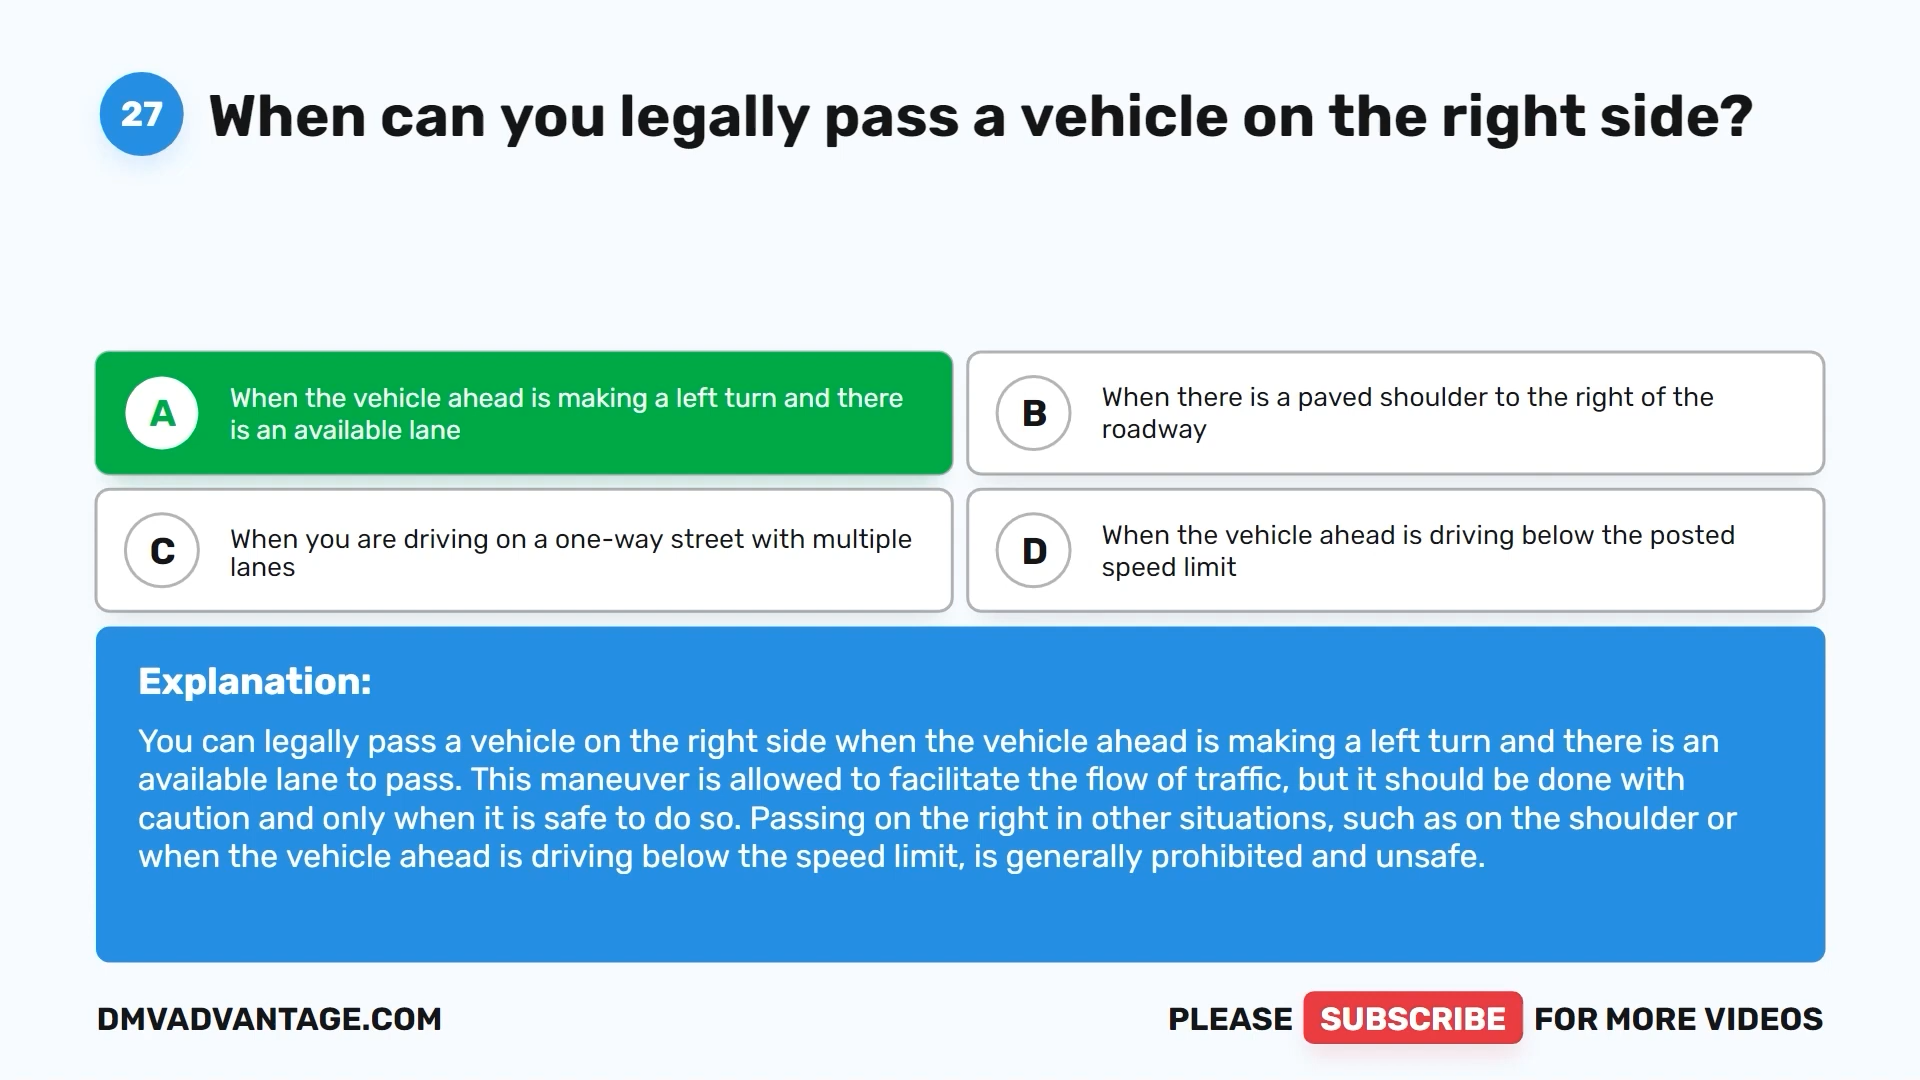 27 When can you legally pass a vehicle on the right side?
A When the vehicle ahead is making a left turn and there
is an available lane
B When there is a paved shoulder to the right of the
roadway
C When you are driving on a one-way street with multiple
lanes
D When the vehicle ahead is driving below the posted
speed limit
Explanation:
You can legally pass a vehicle on the right side when the vehicle ahead is making a left turn and there is an
available lane to pass. This maneuver is allowed to facilitate the flow of traffic, but it should be done with
caution and only when it is safe to do so. Passing on the right in other situations, such as on the shoulder or
when the vehicle ahead is driving below the speed limit, is generally prohibited and unsafe.
DMVADVANTAGE.COM
PLEASE SUBSCRIBE FOR MORE VIDEOS